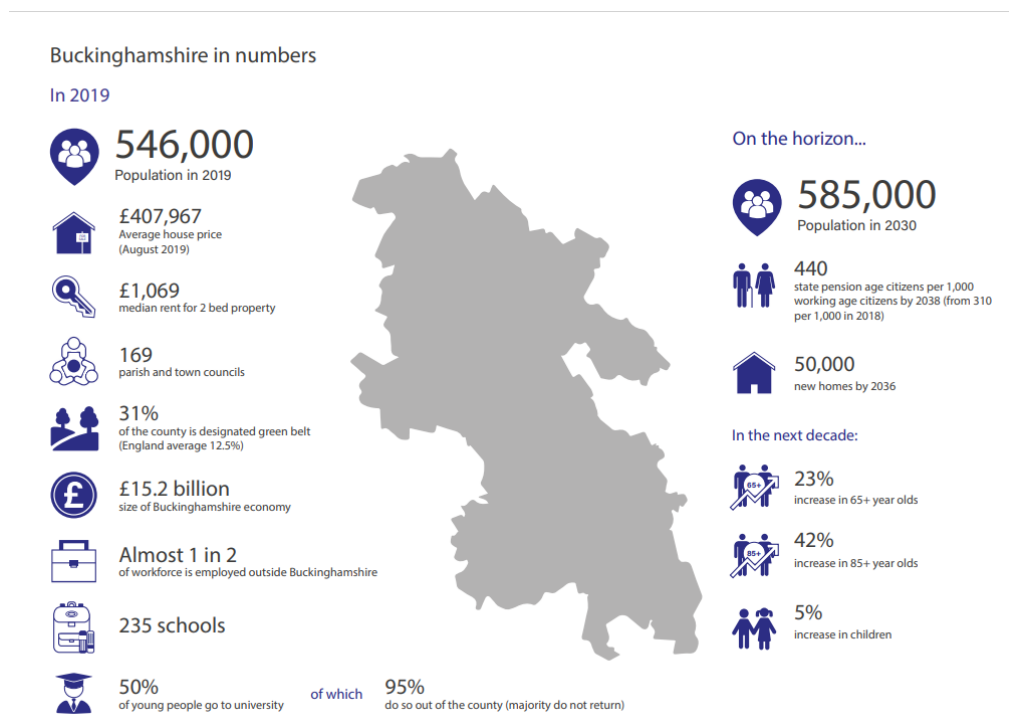 Buckinghamshire in numbers
In 2019
546,000
Population in 2019
£407,967
Average house price
(August 2019)
£1,069
median rent for 2 bed property
169
parish and town councils
31%
of the county is designated green belt
(England average 12.5%)
£15.2 billion
size of Buckinghamshire economy
Almost 1 in 2
of workforce is employed outside Buckinghamshire
235 schools
50%
of young people go to university
of which
95%
do so out of the county (majority do not return)
On the horizon...
585,000
Population in 2030
440
state pension age citizens per 1,000
working age citizens by 2038 (from 310
per 1,000 in 2018)
50,000
new homes by 2036
In the next decade:
65+
23%
increase in 65+ year olds
85+
42%
increase in 85+ year olds
5%
increase in children